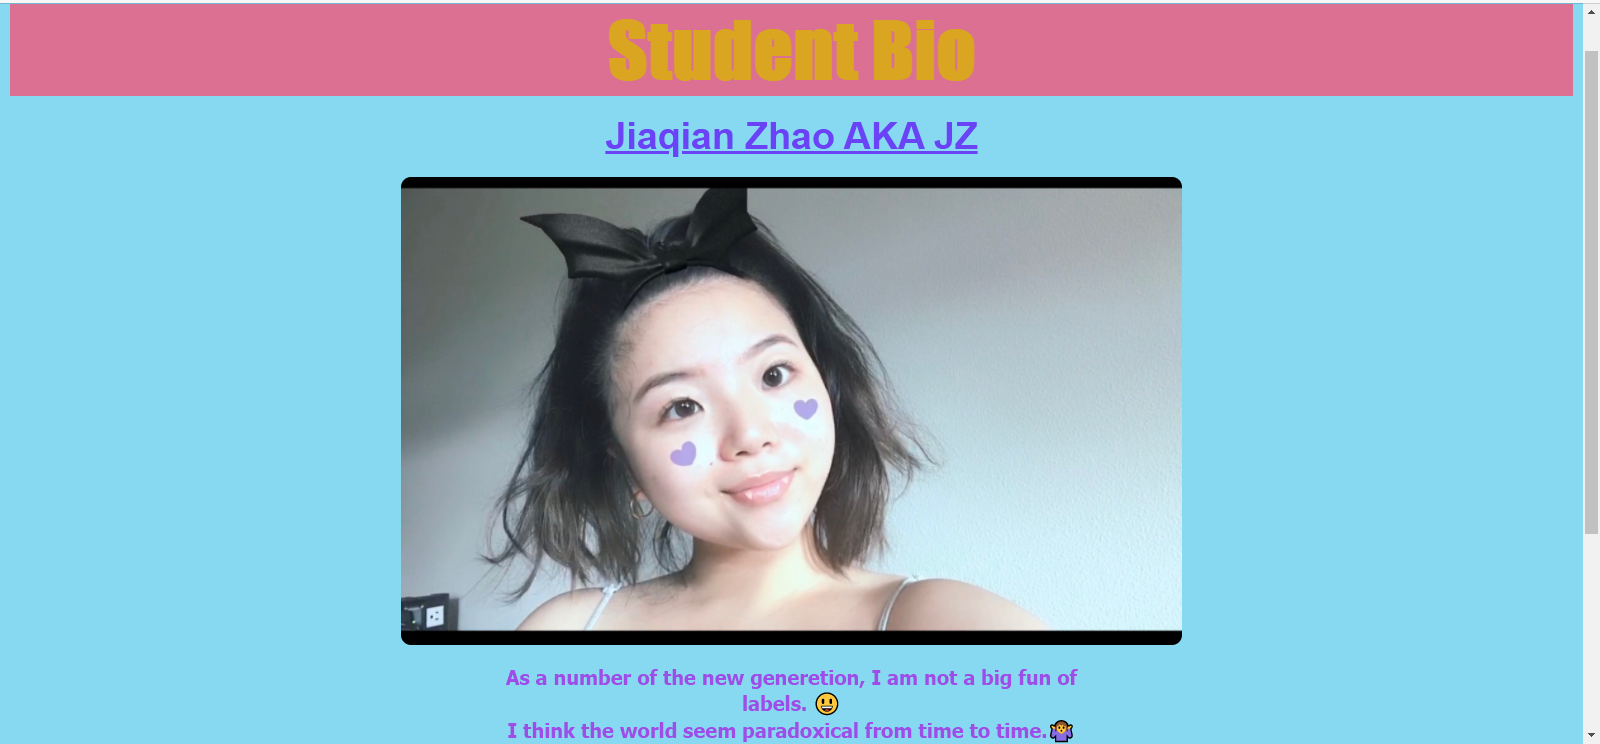 Student Bio
Jiaqian Zhao AKA JZ
As a number of the new generetion, I am not a big fun of
labels. 😃
I think the world seem paradoxical from time to time.🤷‍♀️